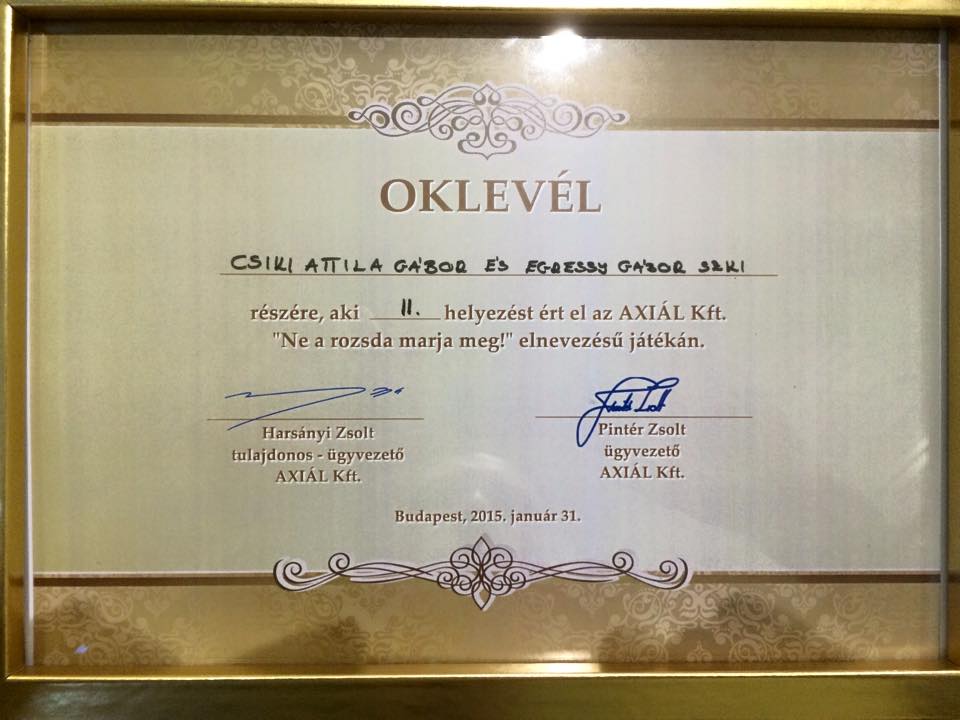 OKLEVÉL
CSIKI ATTILA GÁBOR ÉS EGRESSY GÁBOR SZKI
részére, aki II. helyezést ért el az AXIÁL Kft.
"Ne a rozsda marja meg!" elnevezésű játékán.
Harsányi Zsolt
tulajdonos - ügyvezető
AXIÁL Kft.
Pintér Zsolt
ügyvezető
AXIÁL Kft.
Budapest, 2015. január 31.